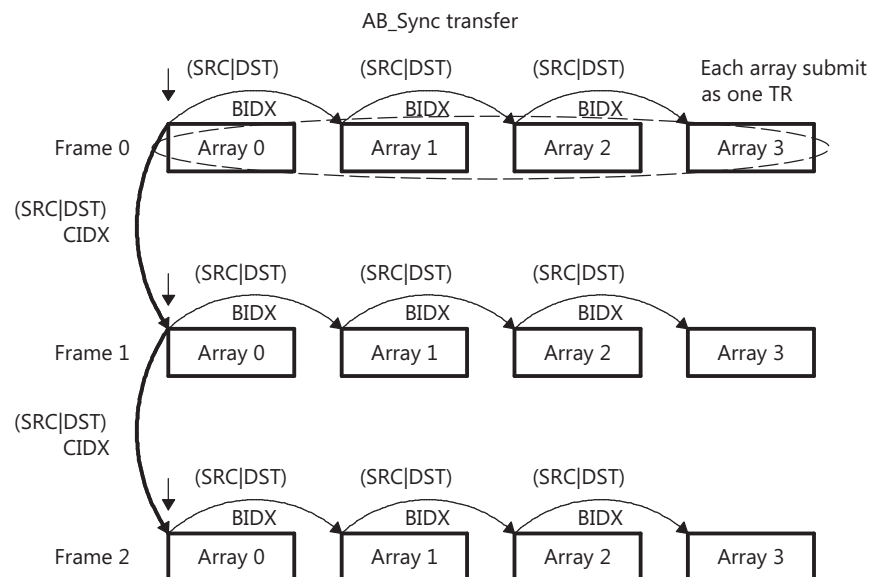 AB_Sync transfer
(SRC|DST) (SRC|DST) (SRC|DST) Each array submit
as one TR
BIDX BIDX BIDX
Frame 0 Array 0 Array 1 Array 2 Array 3
(SRC|DST)
CIDX
(SRC|DST) (SRC|DST) (SRC|DST)
BIDX BIDX BIDX
Frame 1 Array 0 Array 1 Array 2 Array 3
(SRC|DST)
CIDX
(SRC|DST) (SRC|DST) (SRC|DST)
BIDX BIDX BIDX
Frame 2 Array 0 Array 1 Array 2 Array 3